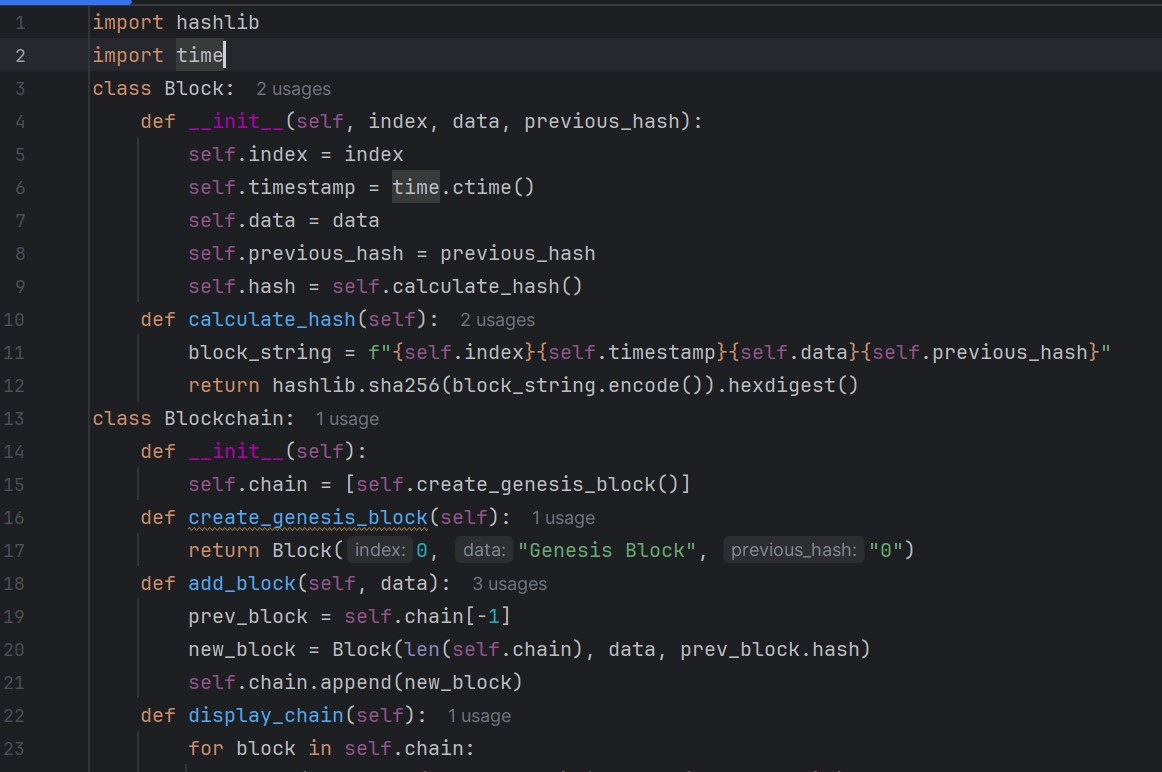 1 import hashlib
2 import time
3 class Block: 2 usages
4     def __init__(self, index, data, previous_hash):
5         self.index = index
6         self.timestamp = time.ctime()
7         self.data = data
8         self.previous_hash = previous_hash
9         self.hash = self.calculate_hash()
10     def calculate_hash(self): 2 usages
11         block_string = f"{self.index}{self.timestamp}{self.data}{self.previous_hash}"
12         return hashlib.sha256(block_string.encode()).hexdigest()
13 class Blockchain: 1 usage
14     def __init__(self):
15         self.chain = [self.create_genesis_block()]
16     def create_genesis_block(self): 1 usage
17         return Block( index: 0, data: "Genesis Block", previous_hash: "0")
18     def add_block(self, data): 3 usages
19         prev_block = self.chain[-1]
20         new_block = Block(len(self.chain), data, prev_block.hash)
21         self.chain.append(new_block)
22     def display_chain(self): 1 usage
23         for block in self.chain: